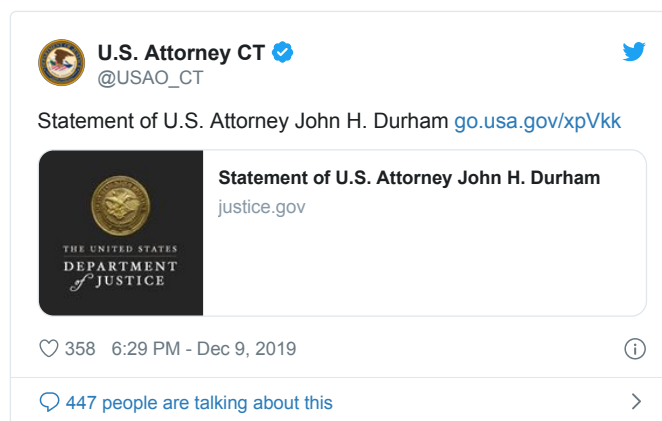 U.S. Attorney CT
@USAO_CT
Statement of U.S. Attorney John H. Durham go.usa.gov/xpVkk
Statement of U.S. Attorney John H. Durham
justice.gov
THE UNITED STATES
DEPARTMENT
of JUSTICE
358 6:29 PM - Dec 9, 2019
447 people are talking about this